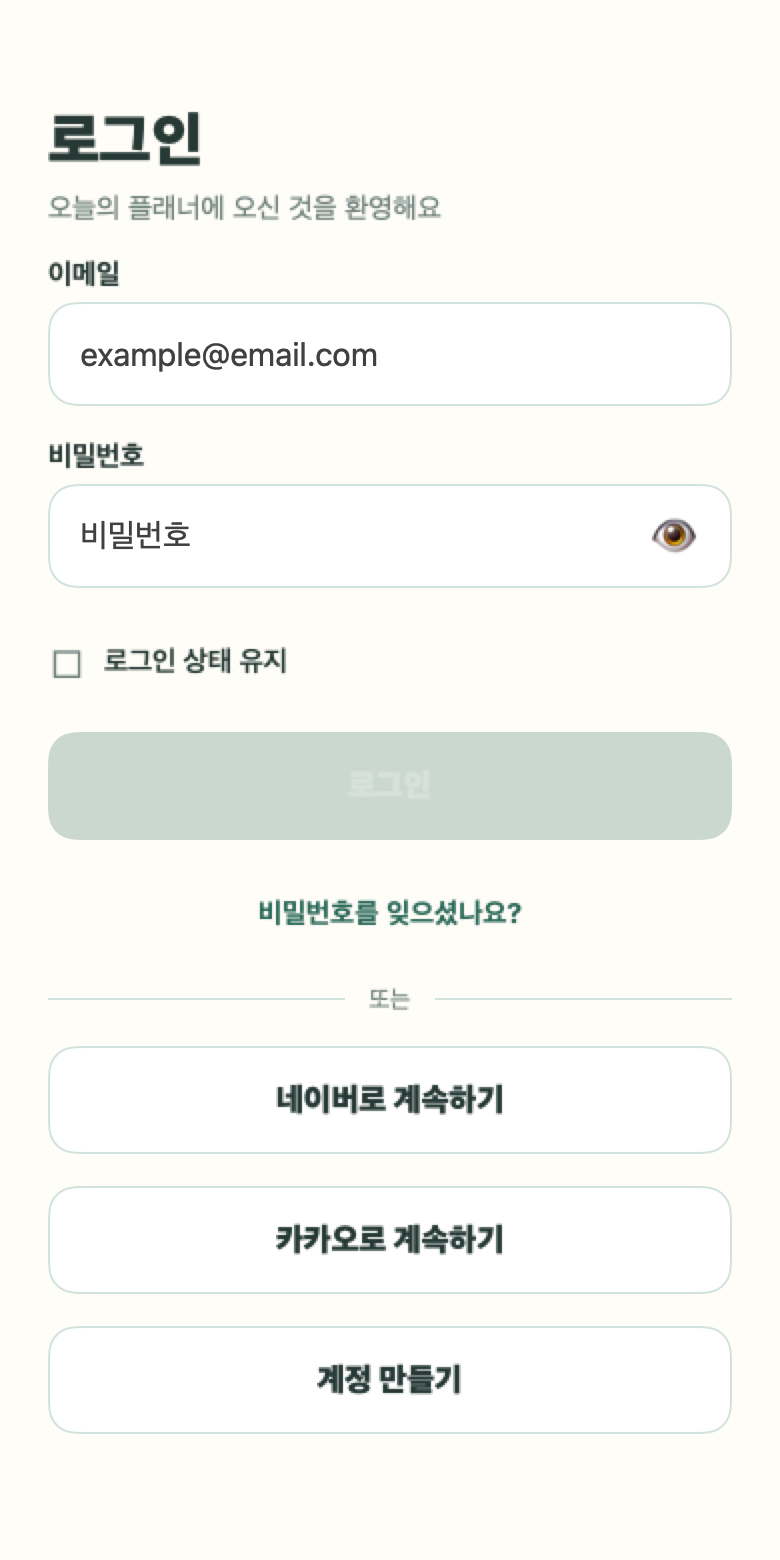 로그인
오늘의 플래너에 오신 것을 환영해요
이메일
example@email.com
비밀번호
비밀번호
로그인 상태 유지
로그인
비밀번호를 잊으셨나요?
또는
네이버로 계속하기
카카오로 계속하기
계정 만들기